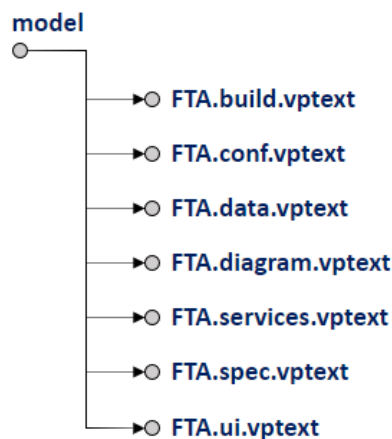 model
FTA.build.vptext
FTA.conf.vptext
FTA.data.vptext
FTA.diagram.vptext
FTA.services.vptext
FTA.spec.vptext
FTA.ui.vptext